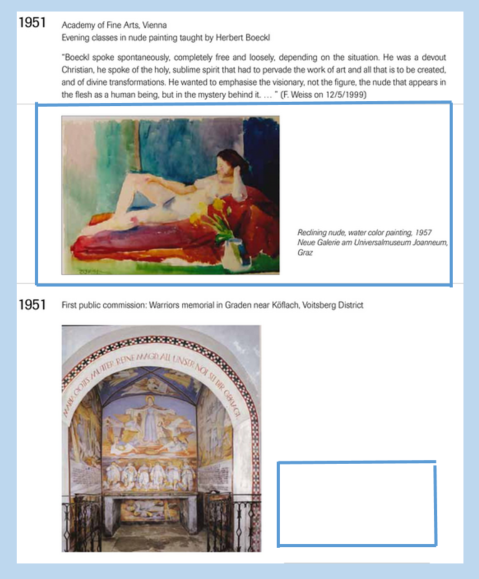 1951
Academy of Fine Arts, Vienna
Evening classes in nude painting taught by Herbert Boeckl
"Boeckl spoke spontaneously, completely free and loosely, depending on the situation. He was a devout
Christian, he spoke of the holy, sublime spirit that had to pervade the work of art and all that is to be created,
and of divine transformations. He wanted to emphasise the visionary, not the figure, the nude that appears in
the flesh as a human being, but in the mystery behind it. … " (F. Weiss on 12/5/1999)
Reclining nude, water color painting, 1957
Neue Galerie am Universalmuseum Joanneum,
Graz
1951
First public commission: Warriors memorial in Graden near Köflach, Voitsberg District